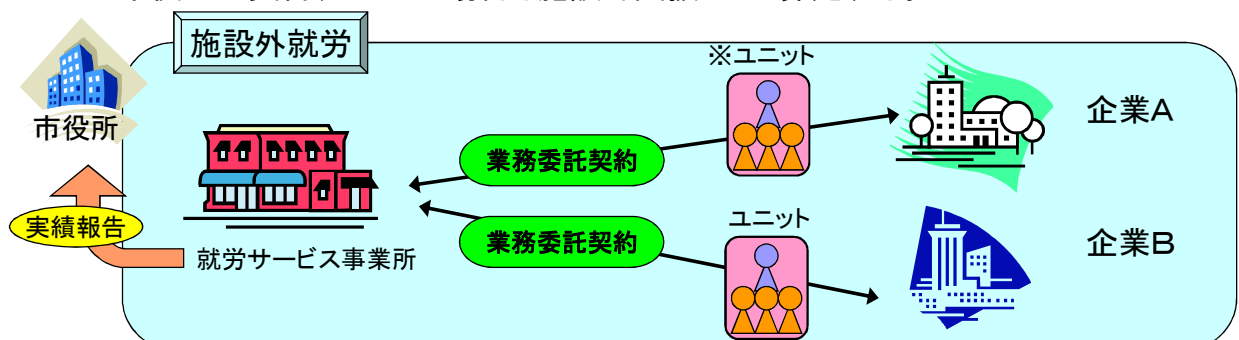 施設外就労
※ユニット
市役所
企業A
業務委託契約
実績報告
就労サービス事業所
ユニット
業務委託契約
企業B